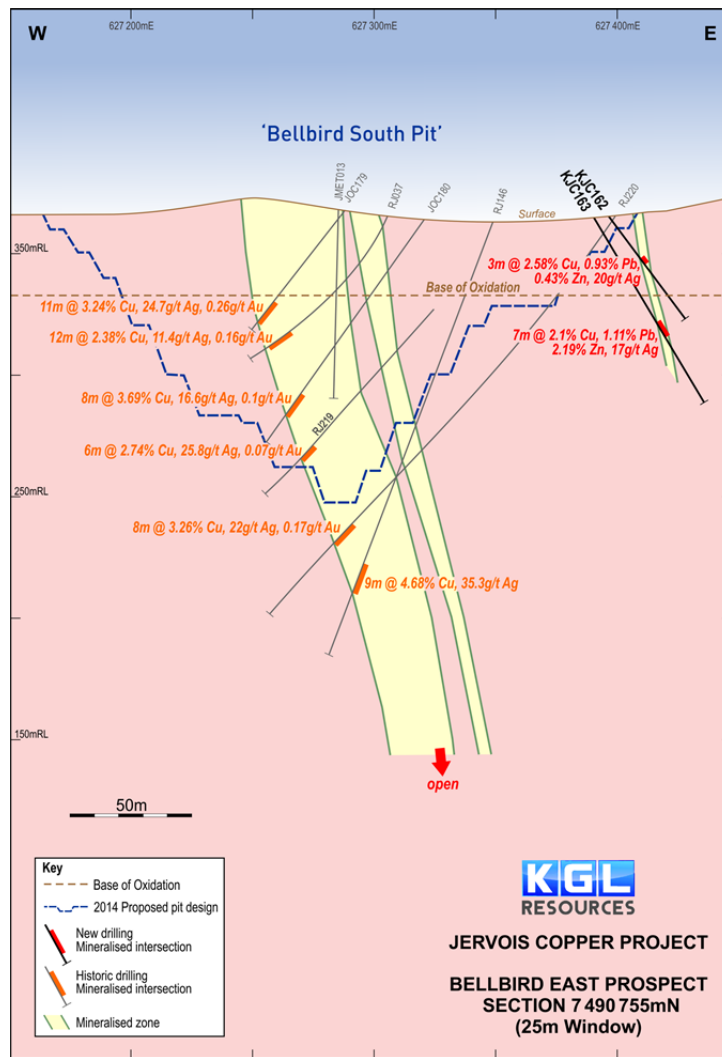 627 200mE
627 300mE
627 400mE
W
E
'Bellbird South Pit'
JMET013
JOC179
RJ037
JOC180
RJ146
KJC163
KJC162
RJ220
Surface
350mRL
3m @ 2.58% Cu, 0.93% Pb,
0.43% Zn, 20g/t Ag
Base of Oxidation
11m @ 3.24% Cu, 24.7g/t Ag, 0.26g/t Au
12m @ 2.38% Cu, 11.4g/t Ag, 0.16g/t Au
7m @ 2.1% Cu, 1.11% Pb,
2.19% Zn, 17g/t Ag
8m @ 3.69% Cu, 16.6g/t Ag, 0.1g/t Au
RJ219
6m @ 2.74% Cu, 25.8g/t Ag, 0.07g/t Au
250mRL
8m @ 3.26% Cu, 22g/t Ag, 0.17g/t Au
9m @ 4.68% Cu, 35.3g/t Ag
150mRL
open
50m
Key
Base of Oxidation
2014 Proposed pit design
New drilling
Mineralised intersection
Historic drilling
Mineralised intersection
Mineralised zone
KGL
RESOURCES
JERVOIS COPPER PROJECT
BELLBIRD EAST PROSPECT
SECTION 7 490 755mN
(25m Window)